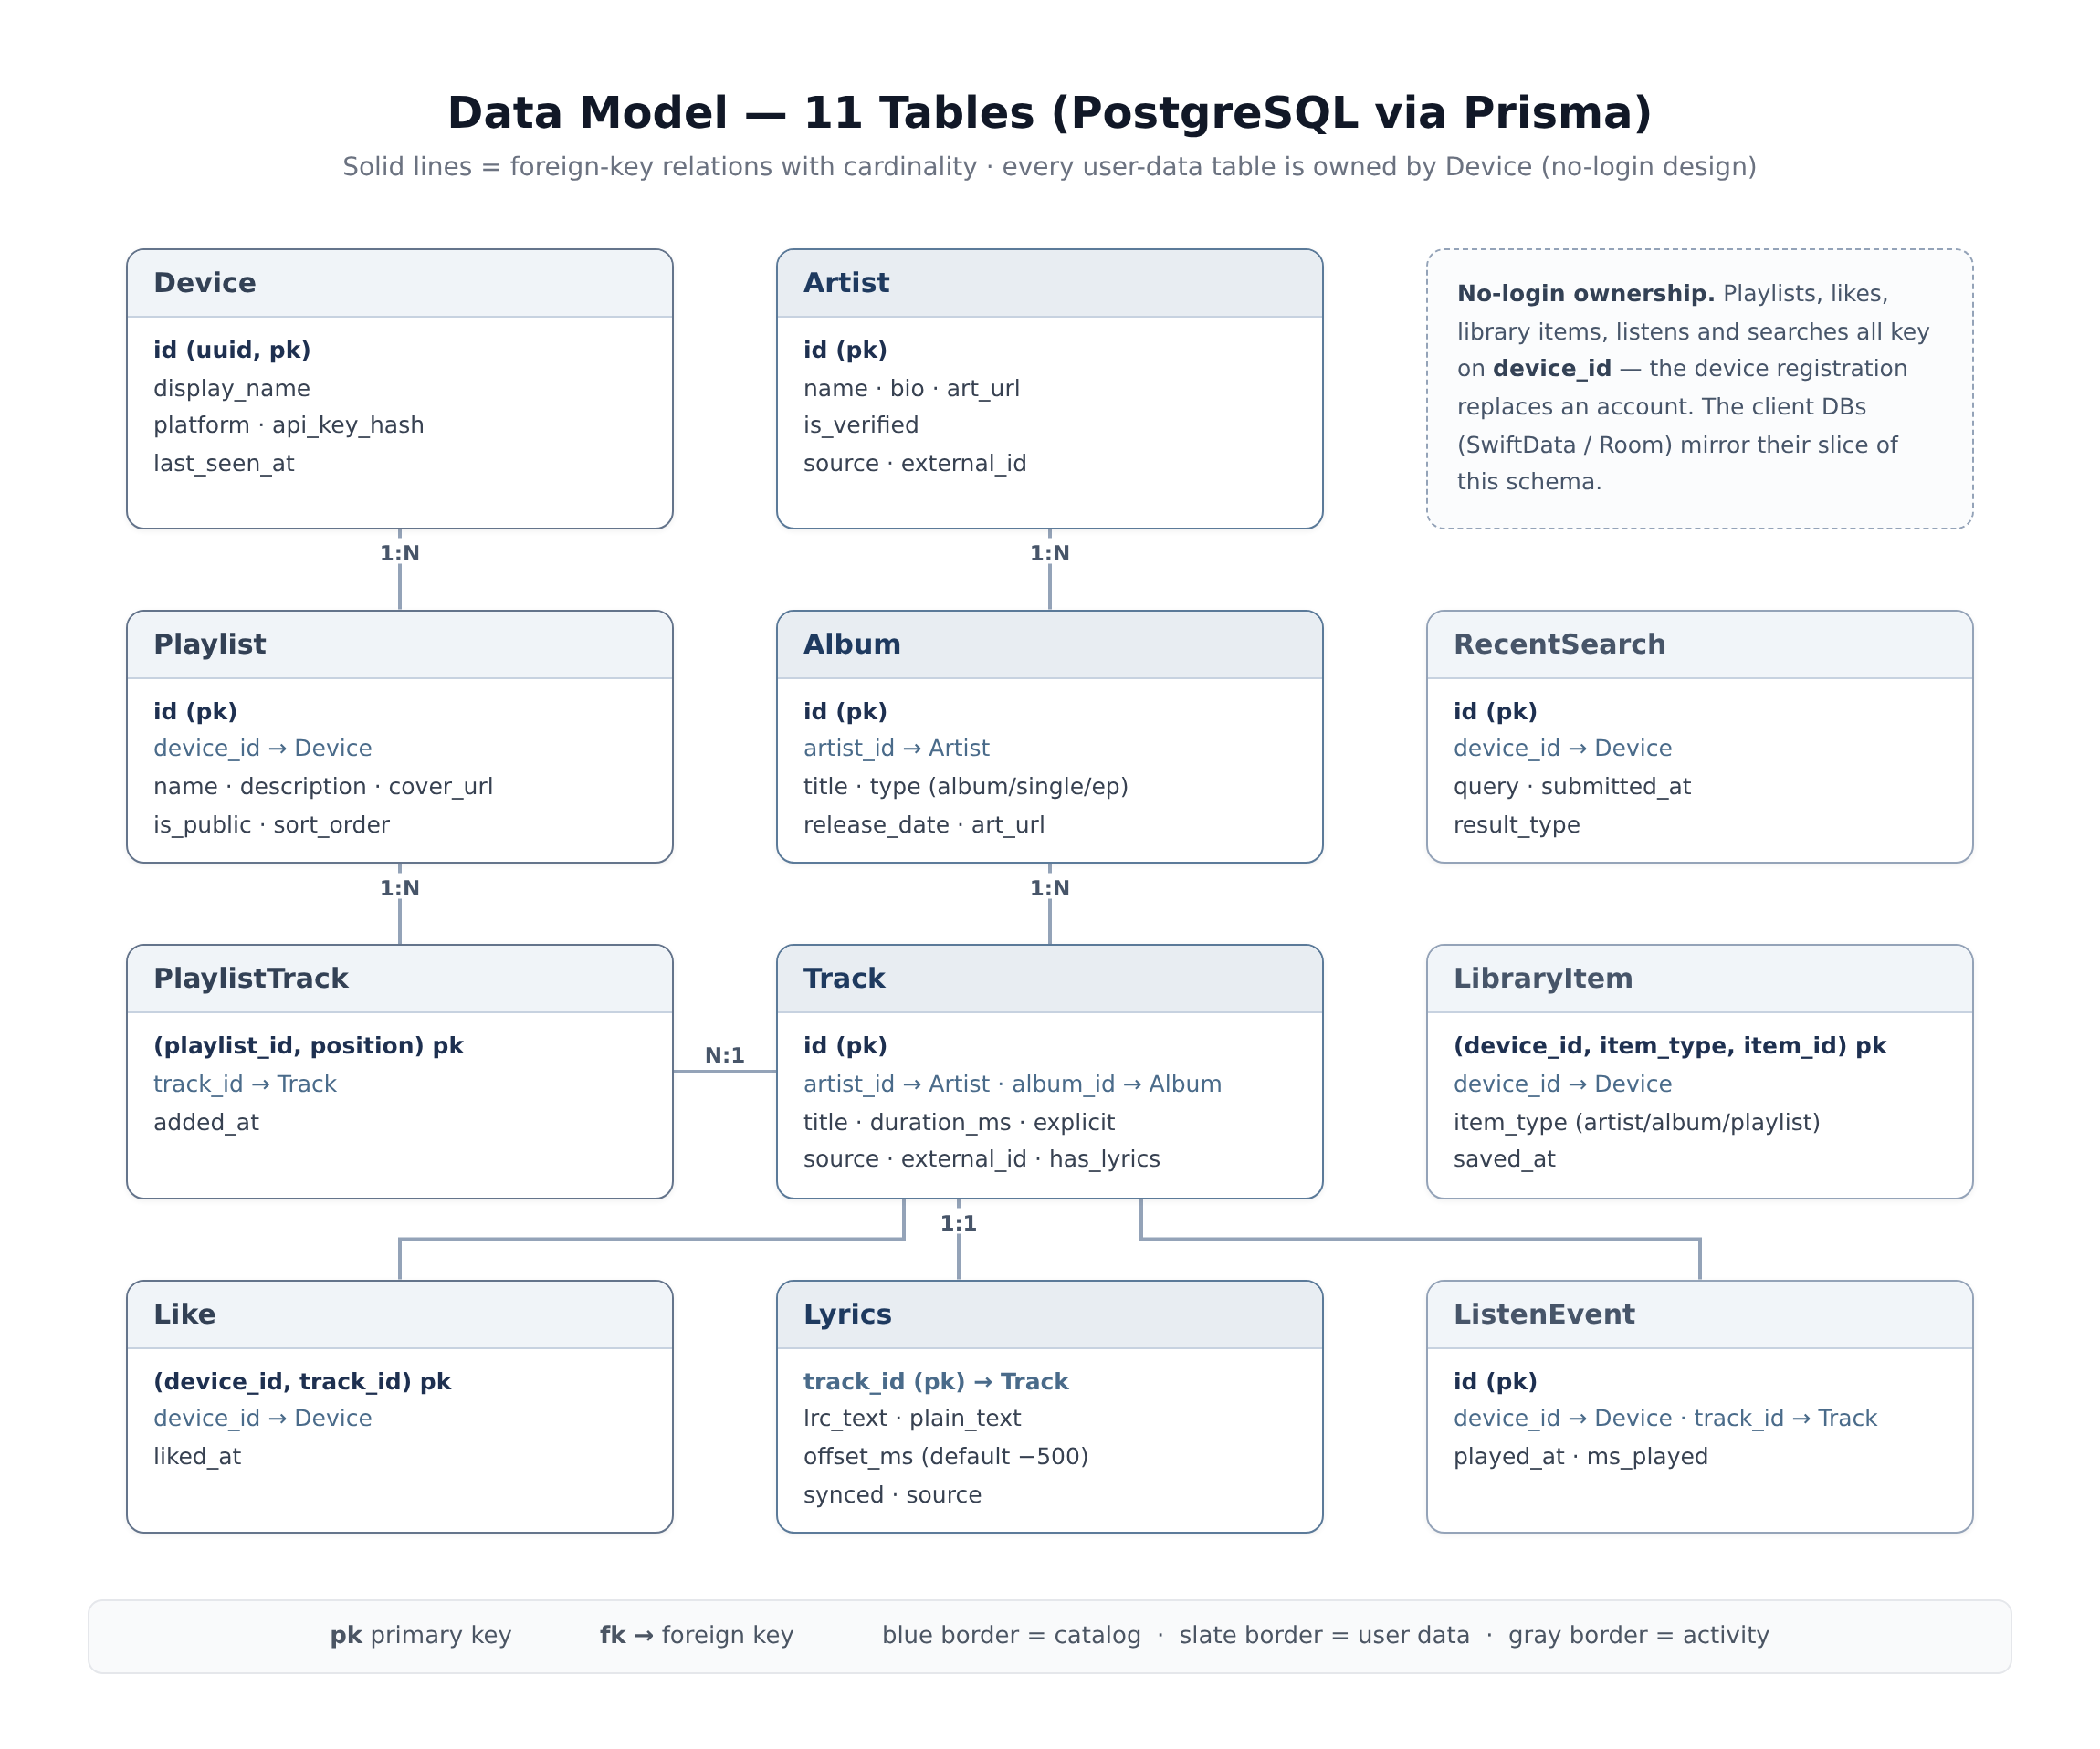 Data Model — 11 Tables (PostgreSQL via Prisma)
Solid lines = foreign-key relations with cardinality · every user-data table is owned by Device (no-login design)
Device
id (uuid, pk)
display_name
platform · api_key_hash
last_seen_at
Artist
id (pk)
name · bio · art_url
is_verified
source · external_id
No-login ownership. Playlists, likes,
library items, listens and searches all key
on device_id — the device registration
replaces an account. The client DBs
(SwiftData / Room) mirror their slice of
this schema.
1:N
1:N
Playlist
id (pk)
device_id → Device
name · description · cover_url
is_public · sort_order
Album
id (pk)
artist_id → Artist
title · type (album/single/ep)
release_date · art_url
RecentSearch
id (pk)
device_id → Device
query · submitted_at
result_type
1:N
1:N
PlaylistTrack
(playlist_id, position) pk
track_id → Track
added_at
N:1
Track
id (pk)
artist_id → Artist · album_id → Album
title · duration_ms · explicit
source · external_id · has_lyrics
LibraryItem
(device_id, item_type, item_id) pk
device_id → Device
item_type (artist/album/playlist)
saved_at
1:1
Like
(device_id, track_id) pk
device_id → Device
liked_at
Lyrics
track_id (pk) → Track
lrc_text · plain_text
offset_ms (default −500)
synced · source
ListenEvent
id (pk)
device_id → Device · track_id → Track
played_at · ms_played
pk primary key fk → foreign key blue border = catalog · slate border = user data · gray border = activity